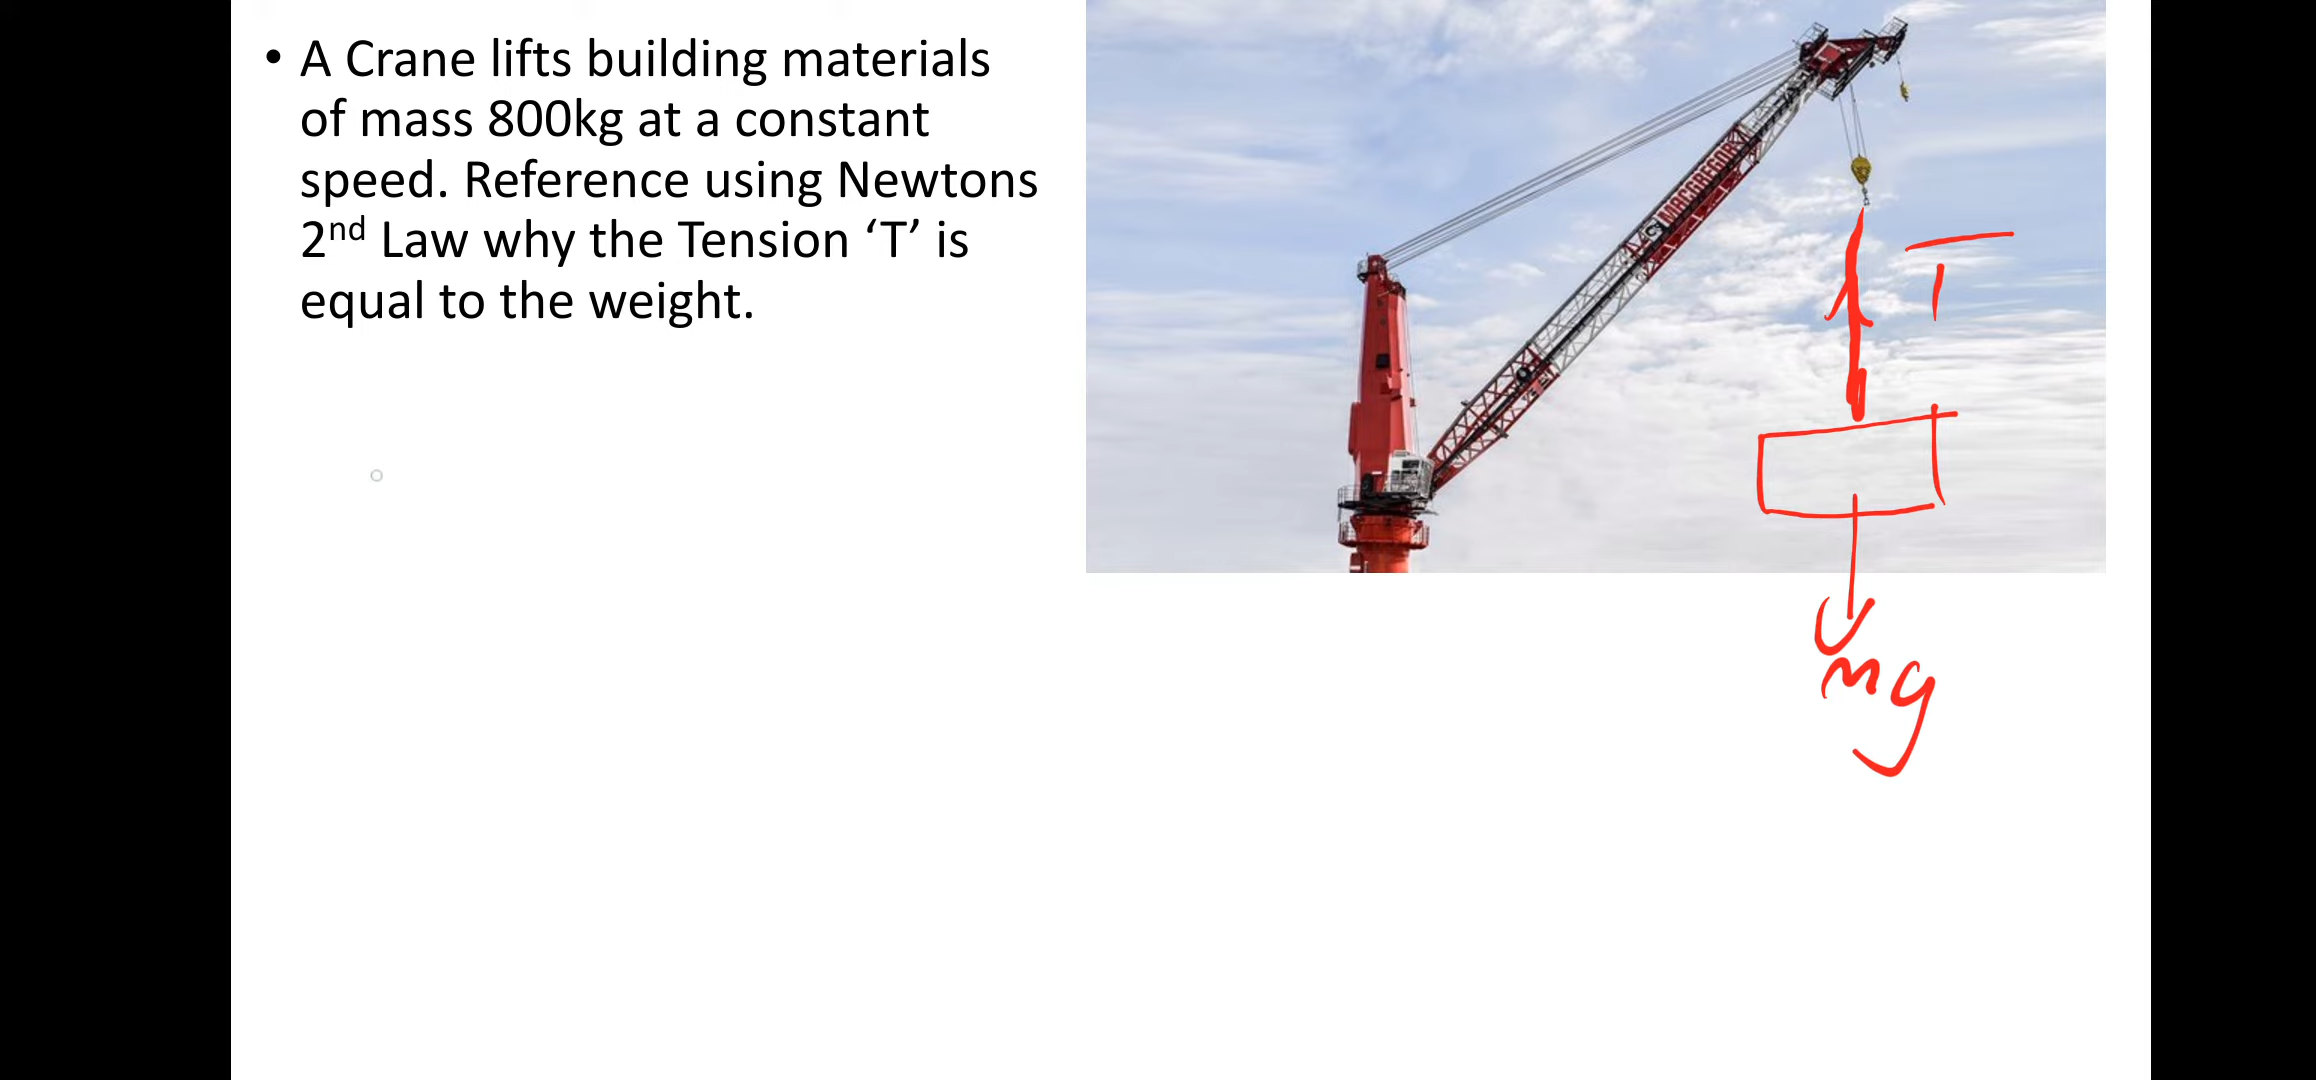 • A Crane lifts building materials
of mass 800kg at a constant
speed. Reference using Newtons
2nd Law why the Tension ‘T’ is
equal to the weight.
MACGREGOR
T
mg